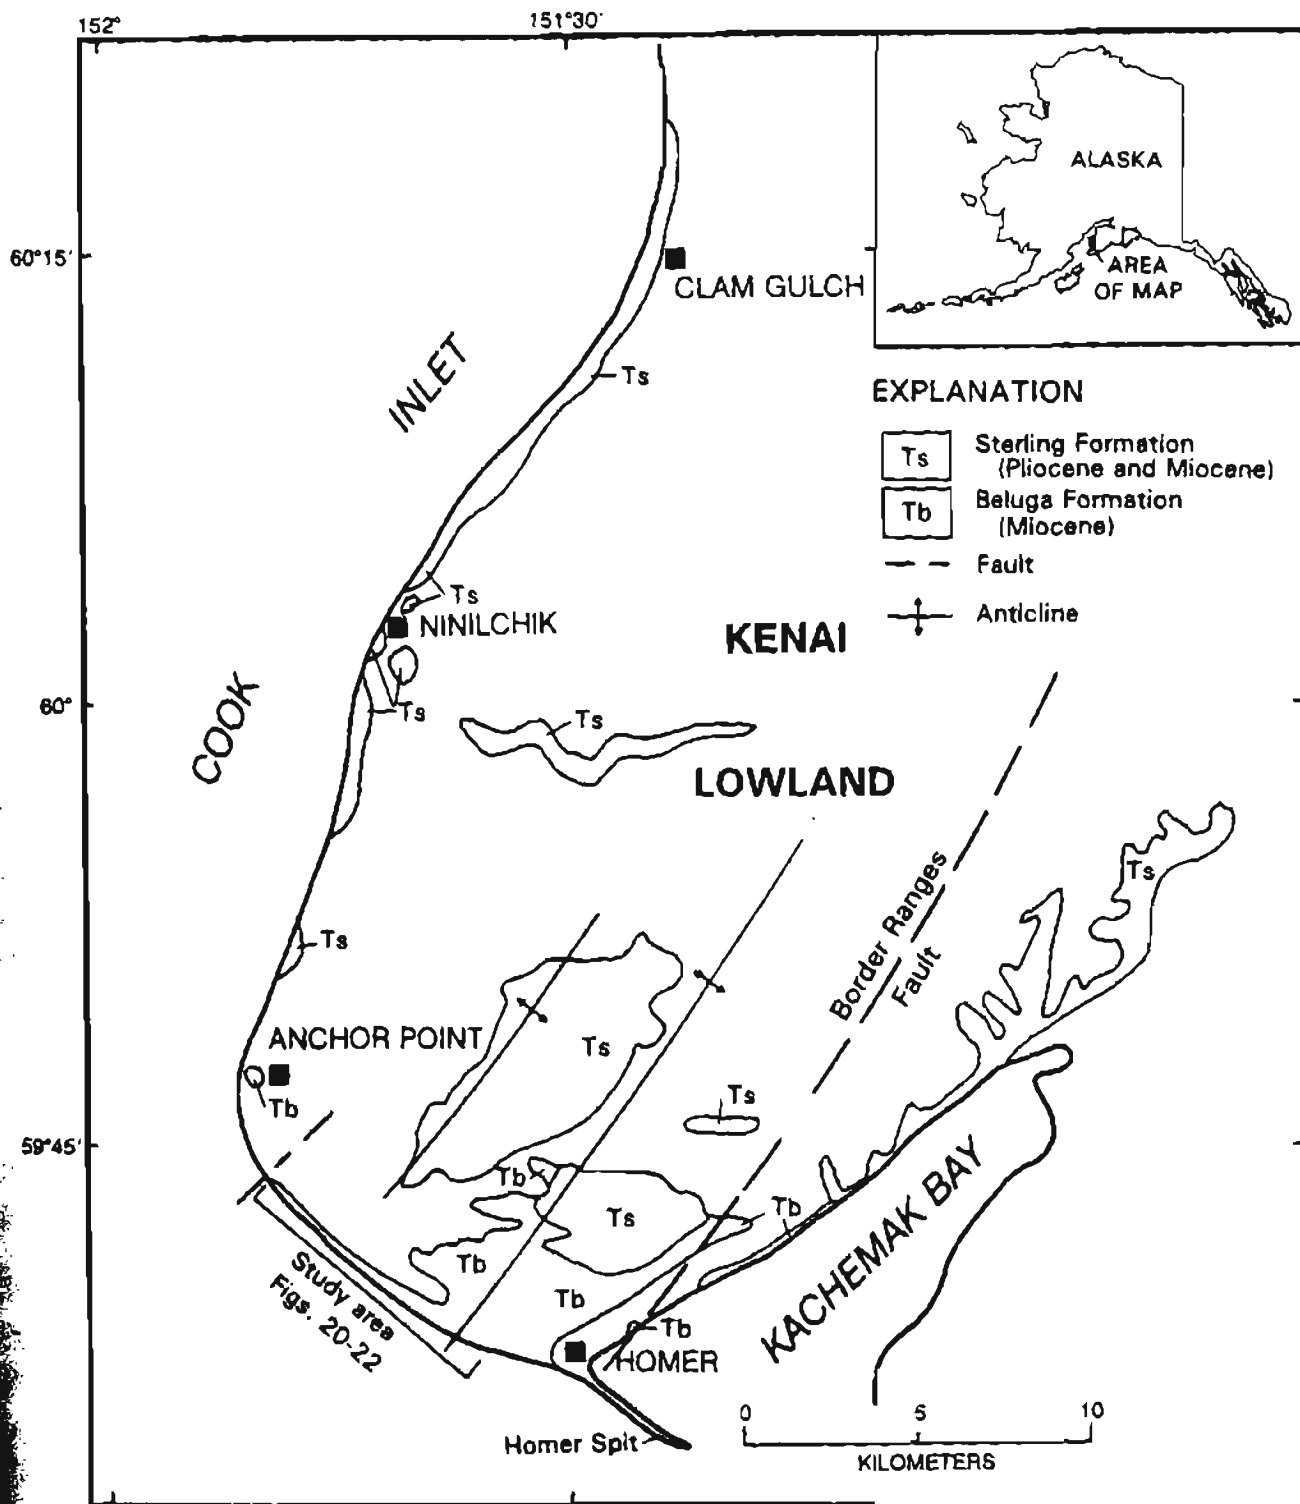 152°
151°30'
60°15'
ALASKA
AREA
OF MAP
CLAM GULCH
INLET
Ts
EXPLANATION
Ts
Sterling Formation
(Pliocene and Miocene)
Tb
Beluga Formation
(Miocene)
Fault
Anticline
Ts
NINILCHIK
KENAI
60°
COOK
Ts
Ts
LOWLAND
Border Ranges
Fault
Ts
Ts
ANCHOR POINT
Ts
Tb
Ts
59°45'
Tb
Ts
Tb
Tb
Tb
Study area
Figs. 20-22
Tb
HOMER
KACHEMAK BAY
Homer Spit
0
5
10
KILOMETERS